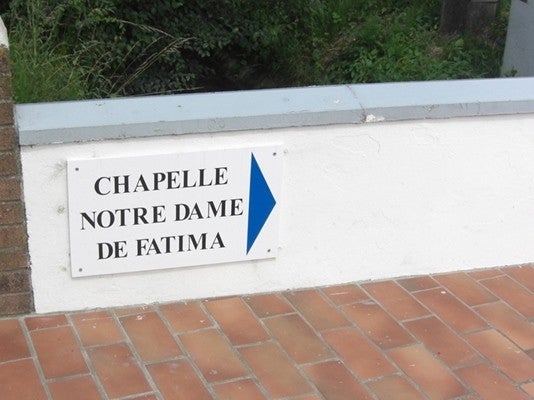 CHAPELLE
NOTRE DAME
DE FATIMA